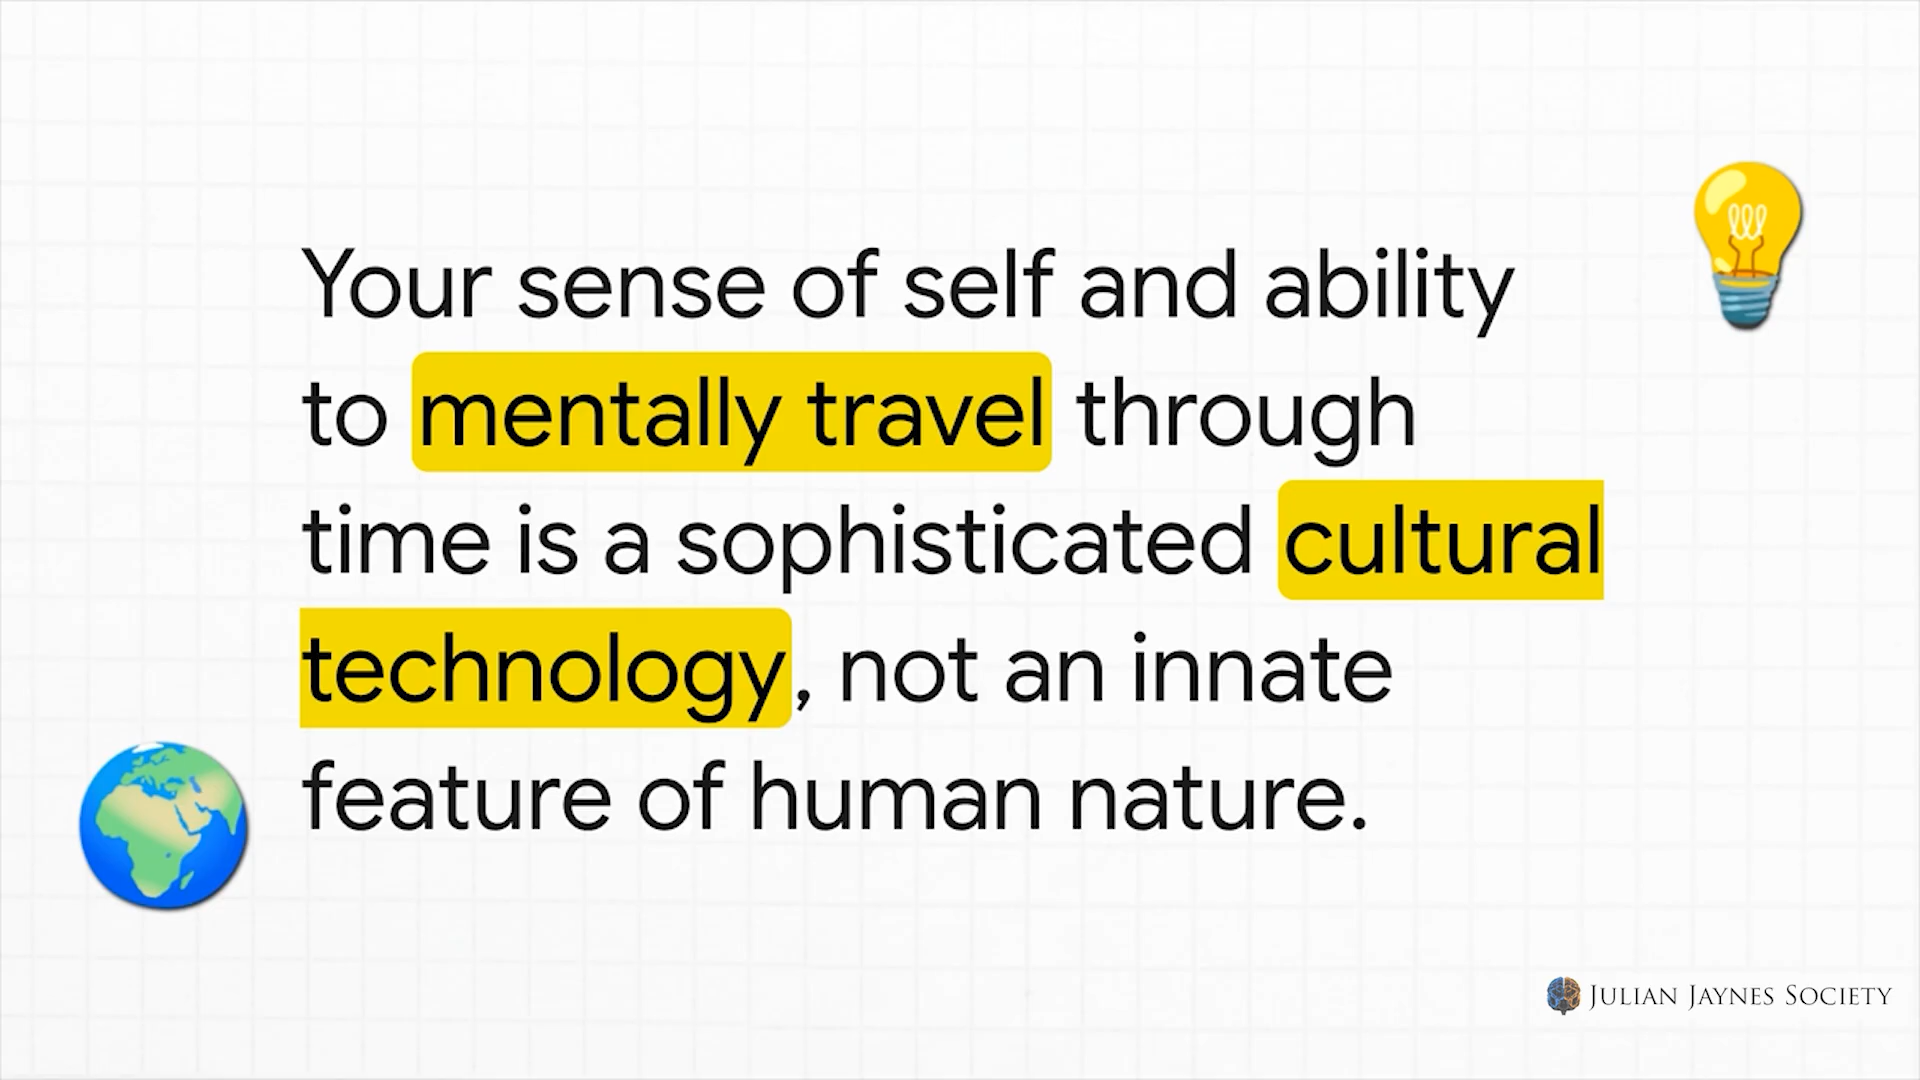 Your sense of self and ability
to mentally travel through
time is a sophisticated cultural
technology, not an innate
feature of human nature.
Julian Jaynes Society